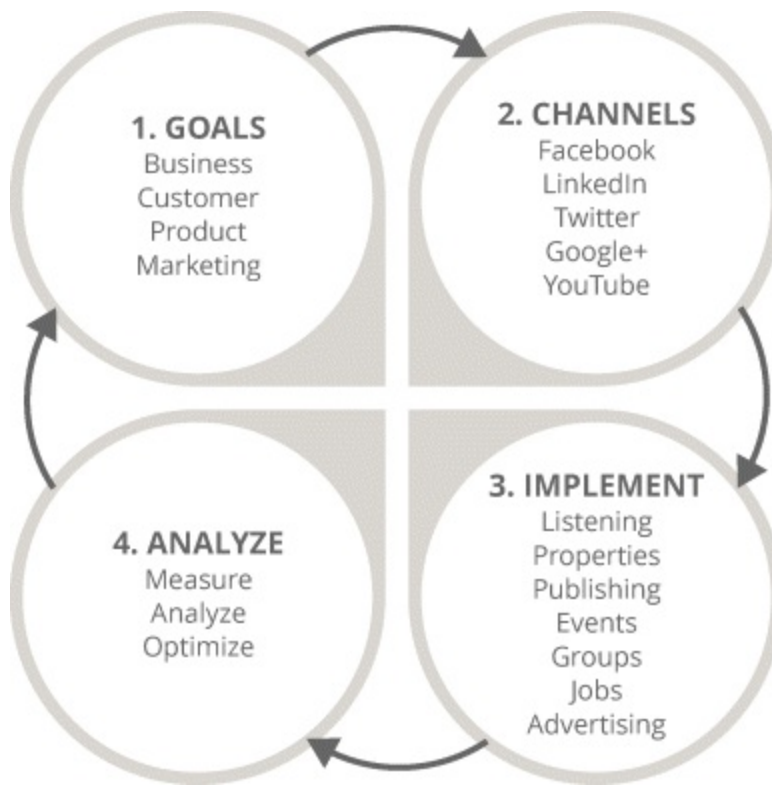 1. GOALS
Business
Customer
Product
Marketing
2. CHANNELS
Facebook
LinkedIn
Twitter
Google+
YouTube
3. IMPLEMENT
Listening
Properties
Publishing
Events
Groups
Jobs
Advertising
4. ANALYZE
Measure
Analyze
Optimize